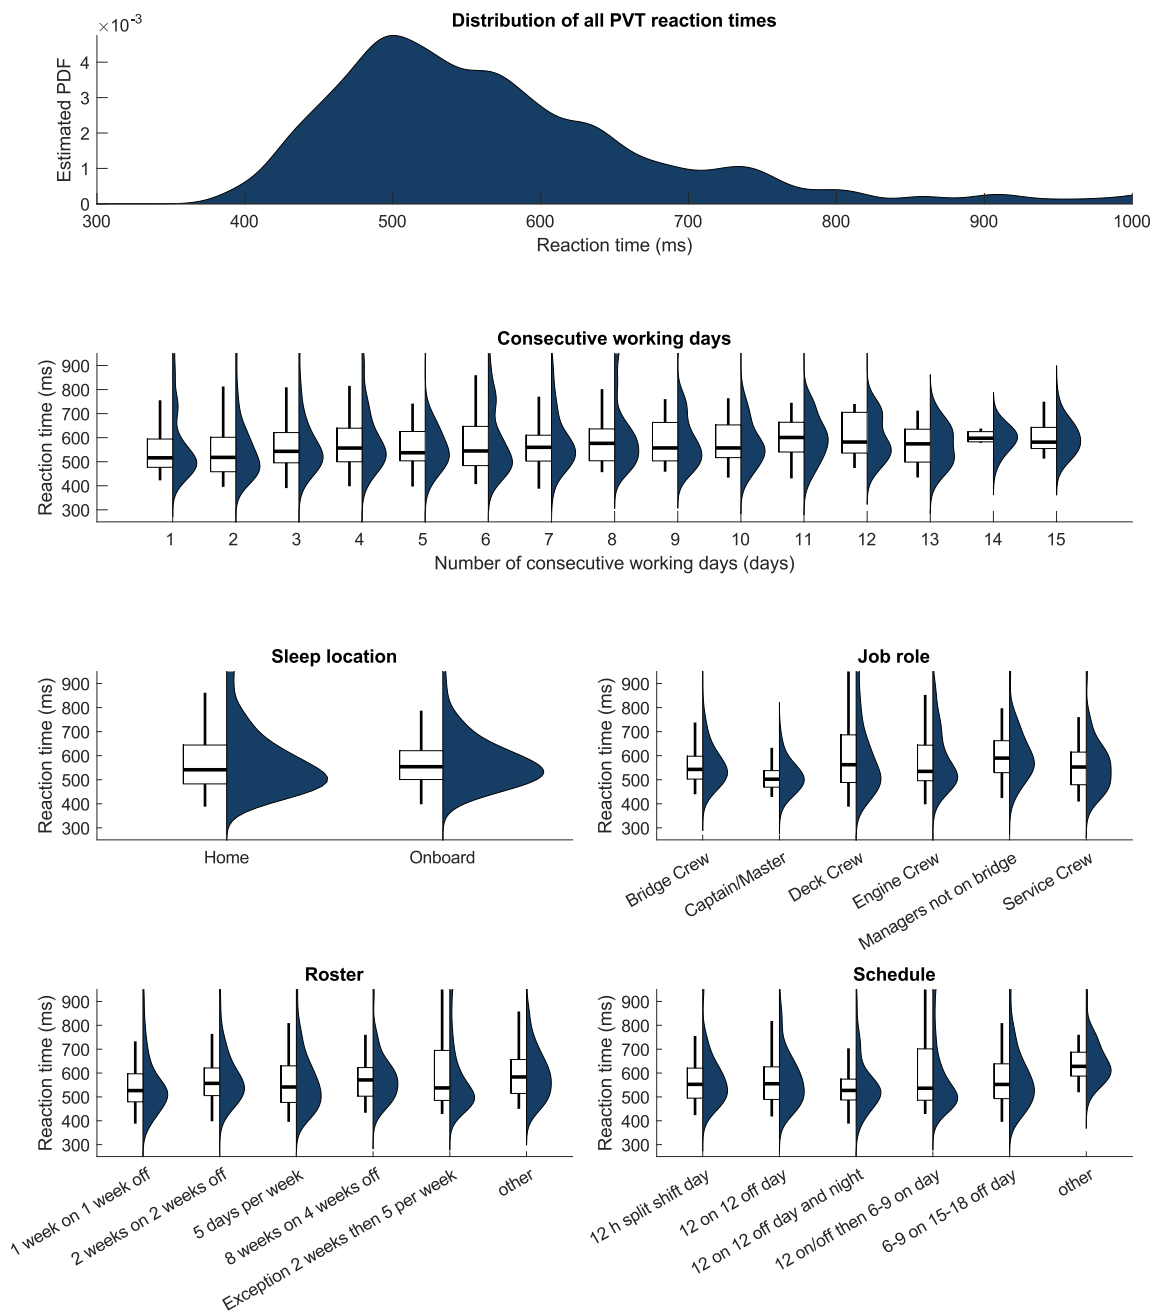 Distribution of all PVT reaction times
×10-3
Estimated PDF
4
3
2
1
0
300 400 500 600 700 800 900 1000
Reaction time (ms)
Consecutive working days
Reaction time (ms)
900
800
700
600
500
400
300
1 2 3 4 5 6 7 8 9 10 11 12 13 14 15
Number of consecutive working days (days)
Sleep location
Reaction time (ms)
900
800
700
600
500
400
300
Home Onboard
Job role
Reaction time (ms)
900
800
700
600
500
400
300
Bridge Crew
Captain/Master
Deck Crew
Engine Crew
Managers not on bridge
Service Crew
Roster
Reaction time (ms)
900
800
700
600
500
400
300
1 week on 1 week off
2 weeks on 2 weeks off
5 days per week
8 weeks on 4 weeks off
Exception 2 weeks then 5 per week
other
Schedule
Reaction time (ms)
900
800
700
600
500
400
300
12 h split shift day
12 on 12 off day
12 on 12 off day and night
12 on/off then 6-9 on day
6-9 on 15-18 off day
other